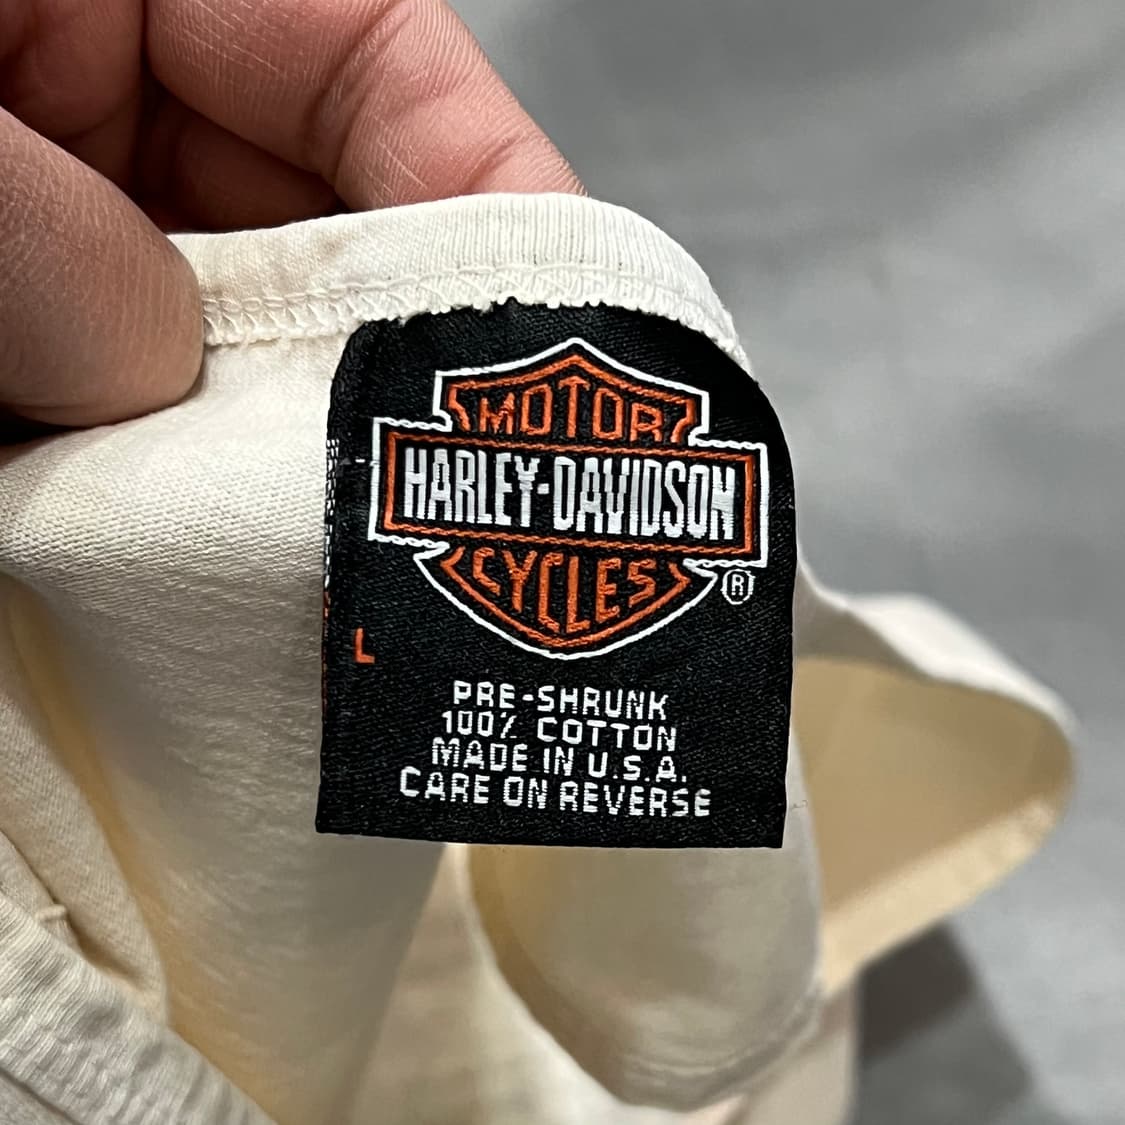 MOTOR
HARLEY-DAVIDSON
CYCLES
®
L
PRE-SHRUNK
100% COTTON
MADE IN U.S.A.
CARE ON REVERSE